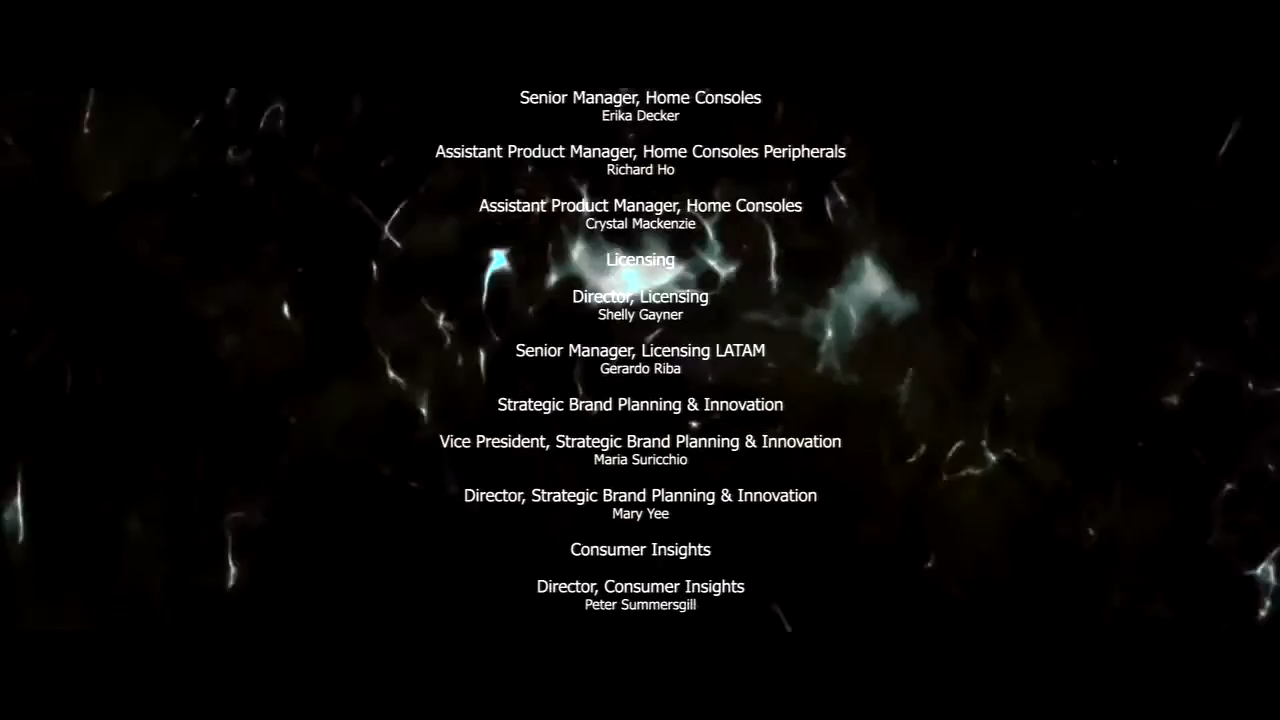 Senior Manager, Home Consoles
Erika Decker
Assistant Product Manager, Home Consoles Peripherals
Richard Ho
Assistant Product Manager, Home Consoles
Crystal Mackenzie
Licensing
Director, Licensing
Shelly Gayner
Senior Manager, Licensing LATAM
Gerardo Riba
Strategic Brand Planning & Innovation
Vice President, Strategic Brand Planning & Innovation
Maria Suricchio
Director, Strategic Brand Planning & Innovation
Mary Yee
Consumer Insights
Director, Consumer Insights
Peter Summersgill